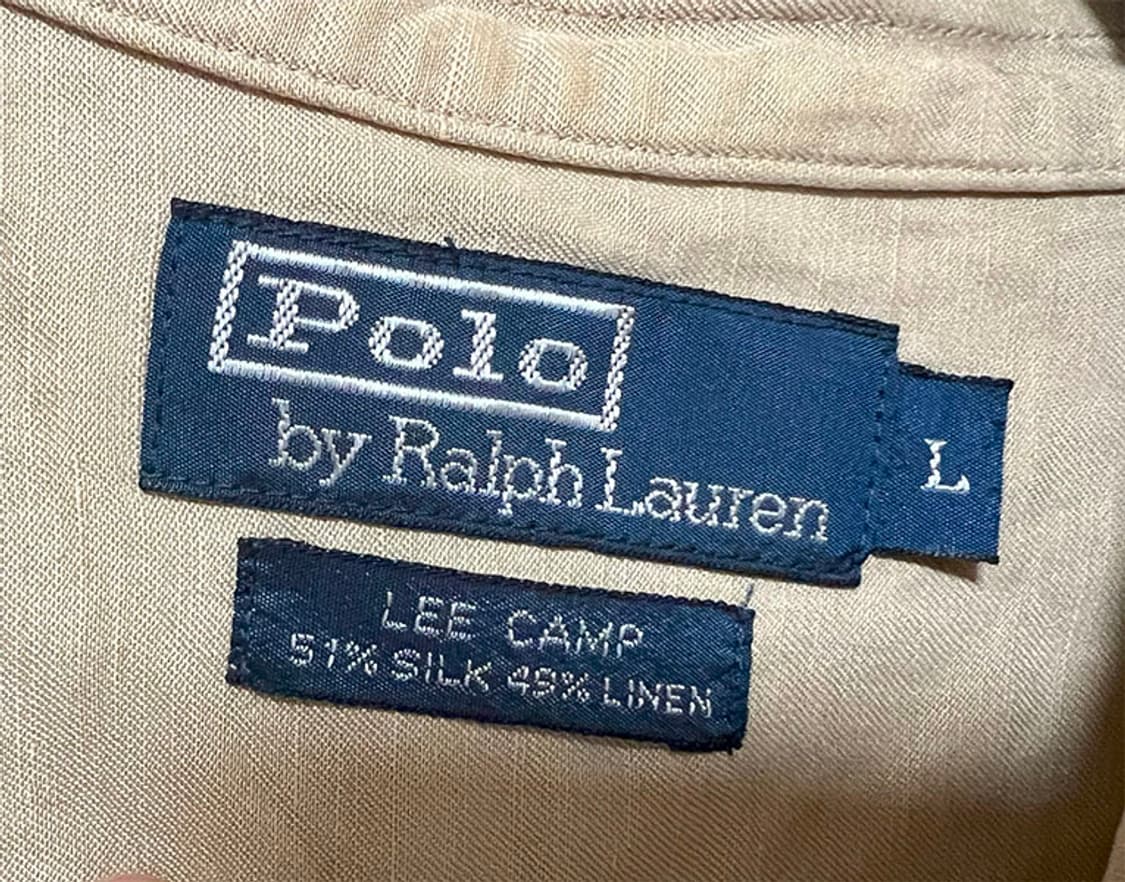 Polo
by Ralph Lauren
L
LEE CAMP
51% SILK 49% LINEN